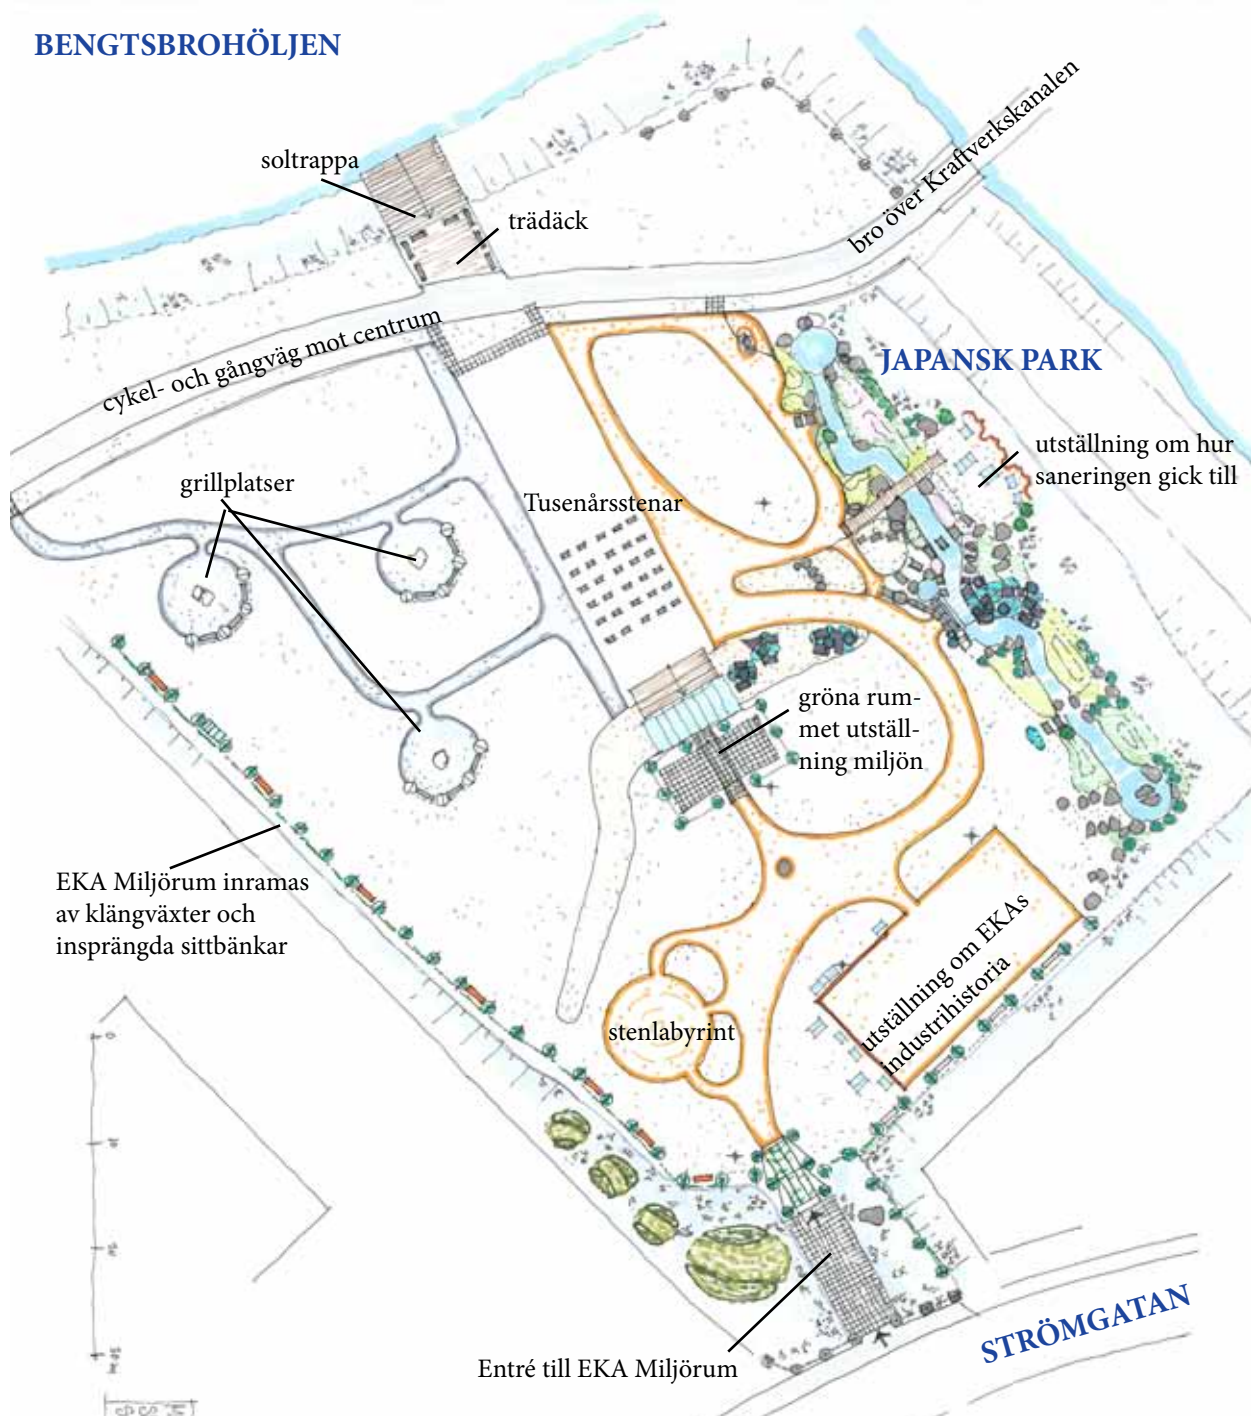 BENGTSBROHÖLJEN
soltrappa
trädäck
bro över Kraftverkskanalen
cykel- och gångväg mot centrum
JAPANSK PARK
utställning om hur
saneringen gick till
grillplatser
Tusenårsstenar
gröna rum-
met utställ-
ning miljön
EKA Miljörum inramas
av klängväxter och
insprängda sittbänkar
utställning om EKAs
industrihistoria
stenlabyrint
STRÖMGATAN
Entré till EKA Miljörum
0
10